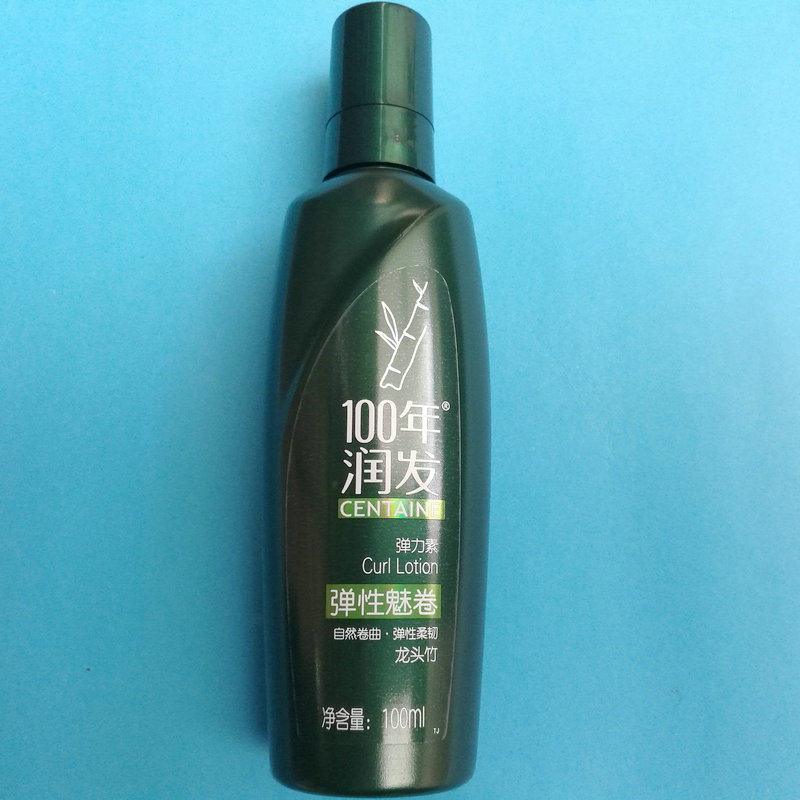 100年®
润发
CENTAINE
弹力素
Curl Lotion
弹性魅卷
自然卷曲·弹性柔韧
龙头竹
净含量：100ml
TJ